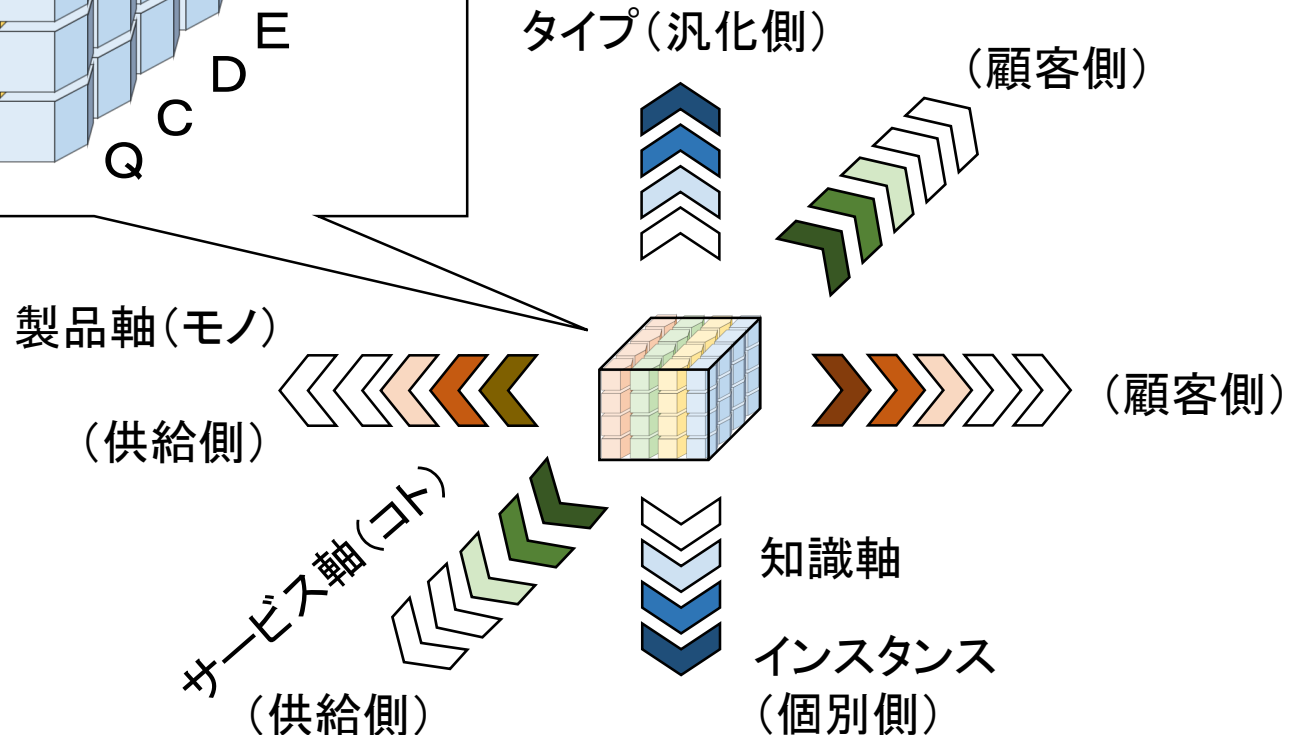 E
D
C
Q
タイプ（汎化側）
（顧客側）
製品軸（モノ）
（供給側）
（顧客側）
サービス軸（コト）
（供給側）
知識軸
インスタンス
（個別側）